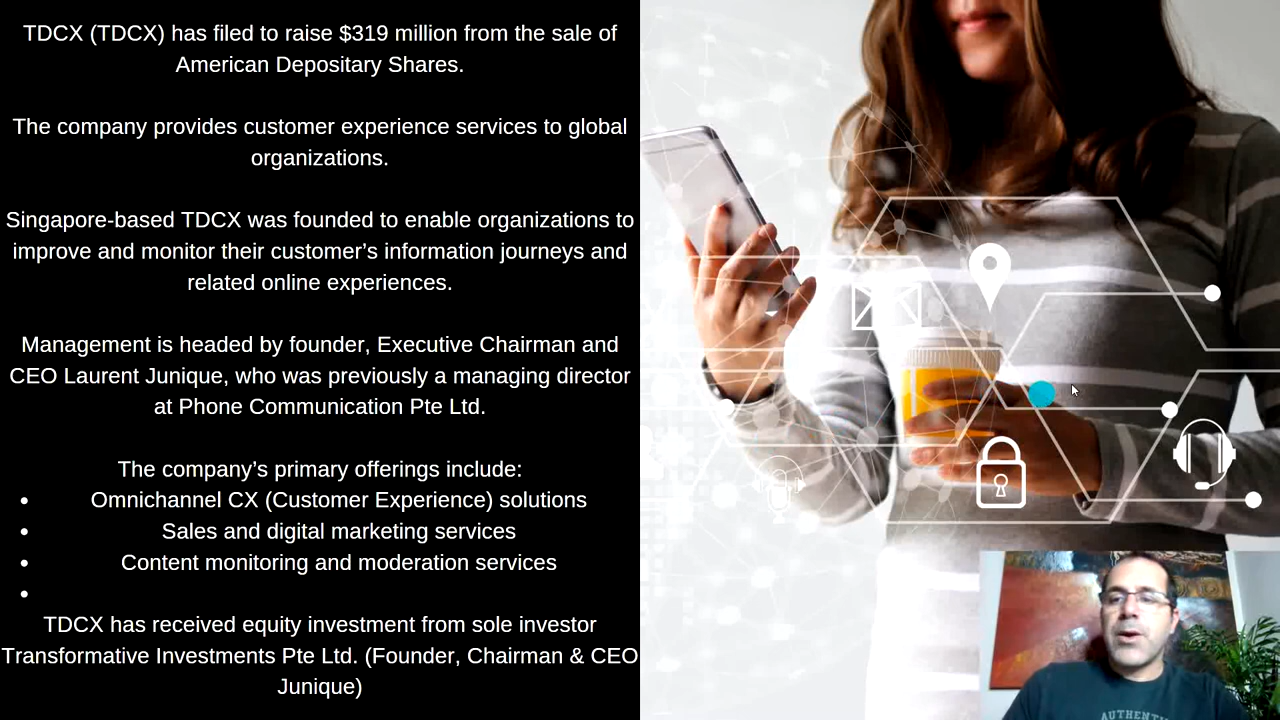 TDCX (TDCX) has filed to raise $319 million from the sale of
American Depositary Shares.
The company provides customer experience services to global
organizations.
Singapore-based TDCX was founded to enable organizations to
improve and monitor their customer’s information journeys and
related online experiences.
Management is headed by founder, Executive Chairman and
CEO Laurent Junique, who was previously a managing director
at Phone Communication Pte Ltd.
The company’s primary offerings include:
• Omnichannel CX (Customer Experience) solutions
• Sales and digital marketing services
• Content monitoring and moderation services
•
TDCX has received equity investment from sole investor
Transformative Investments Pte Ltd. (Founder, Chairman & CEO
Junique)